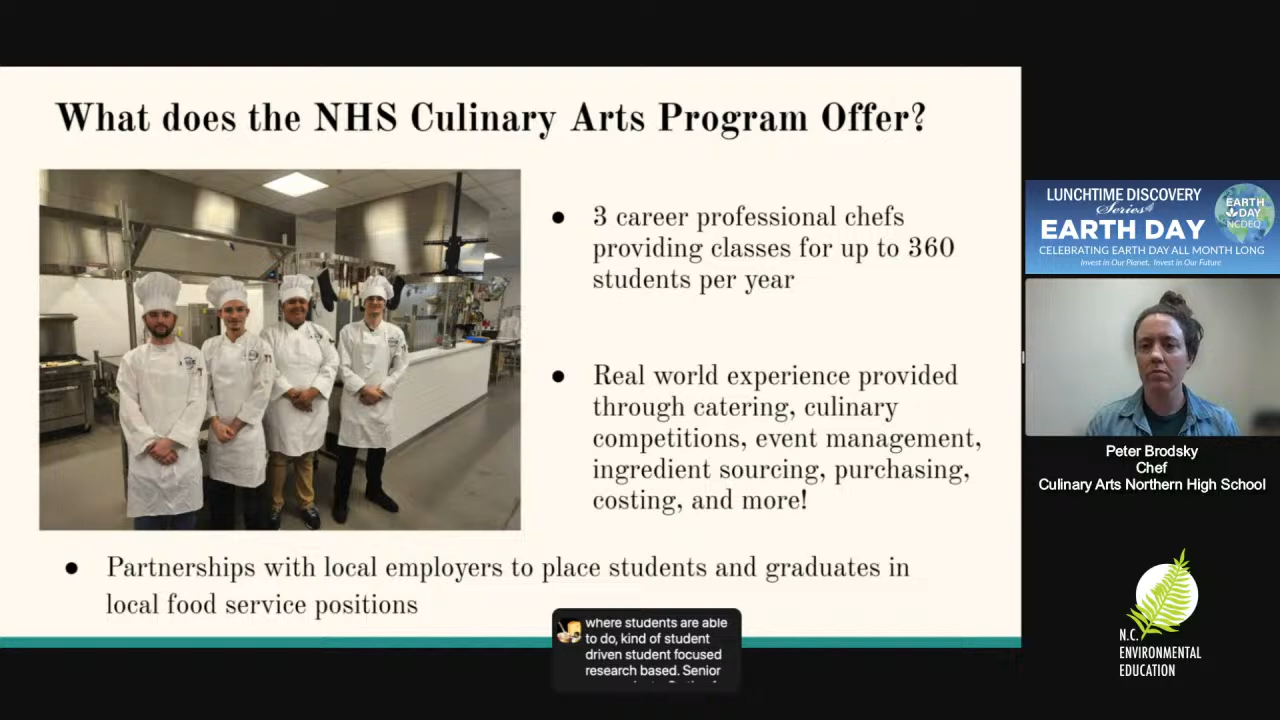 What does the NHS Culinary Arts Program Offer?
● 3 career professional chefs
providing classes for up to 360
students per year
● Real world experience provided
through catering, culinary
competitions, event management,
ingredient sourcing, purchasing,
costing, and more!
● Partnerships with local employers to place students and graduates in
local food service positions
where students are able
to do, kind of student
driven student focused
research based. Senior
LUNCHTIME DISCOVERY
Series
EARTH DAY
CELEBRATING EARTH DAY ALL MONTH LONG
Invest in Our Planet. Invest in Our Future
EARTH
DAY
NCDEQ
Peter Brodsky
Chef
Culinary Arts Northern High School
N.C.
ENVIRONMENTAL
EDUCATION